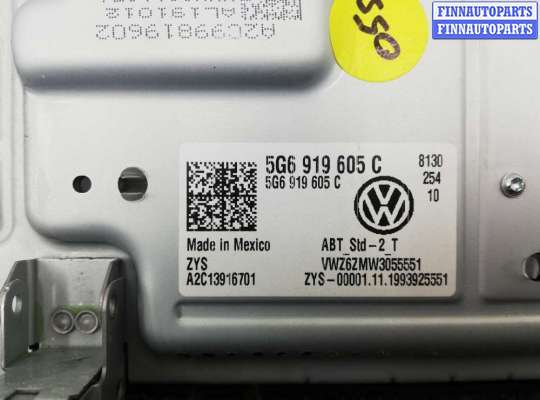 FINNAUTOPARTS
FINNAUTOPARTS
FINNAUTOPARTS
AL191012
A2C99819602
550
5G6 919 605 C
5G6 919 605 C
8130
254
10
Made in Mexico
ABT_Std-2_T
ZYS
VWZ6ZMW3055551
A2C13916701
ZYS-00001.11.1993925551